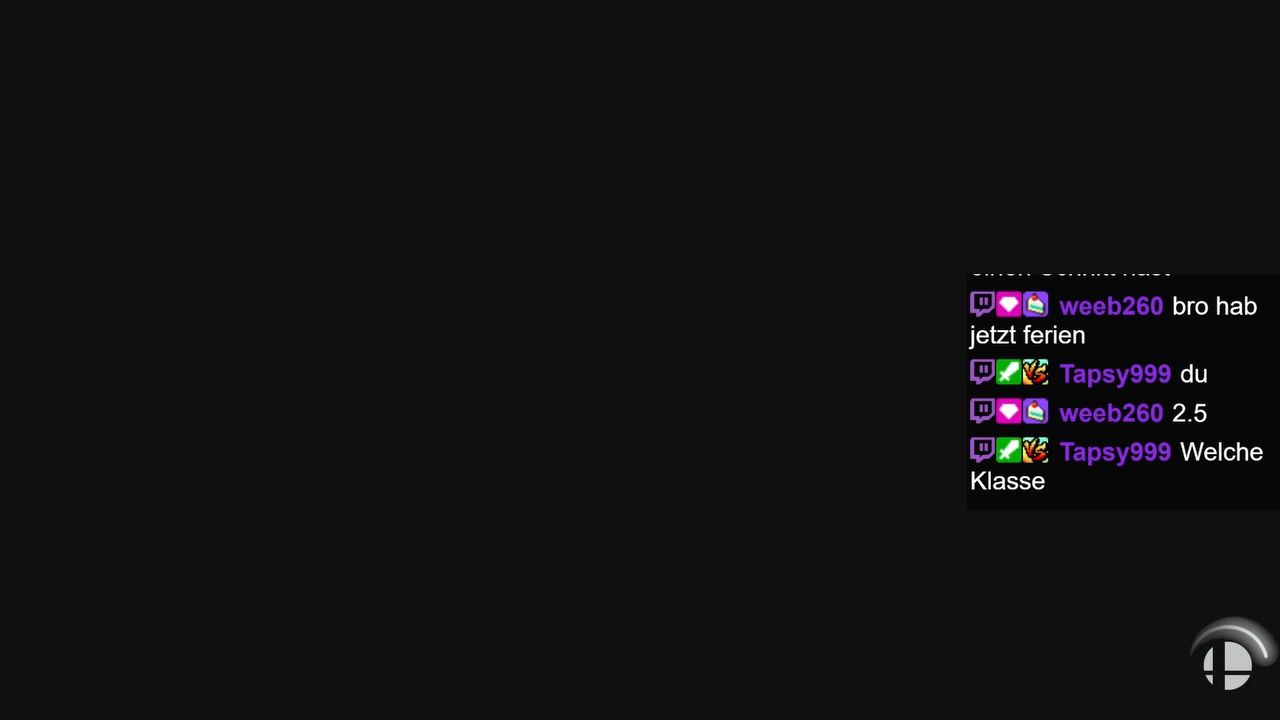 weeb260 bro hab
jetzt ferien
Tapsy999 du
weeb260 2.5
Tapsy999 Welche
Klasse